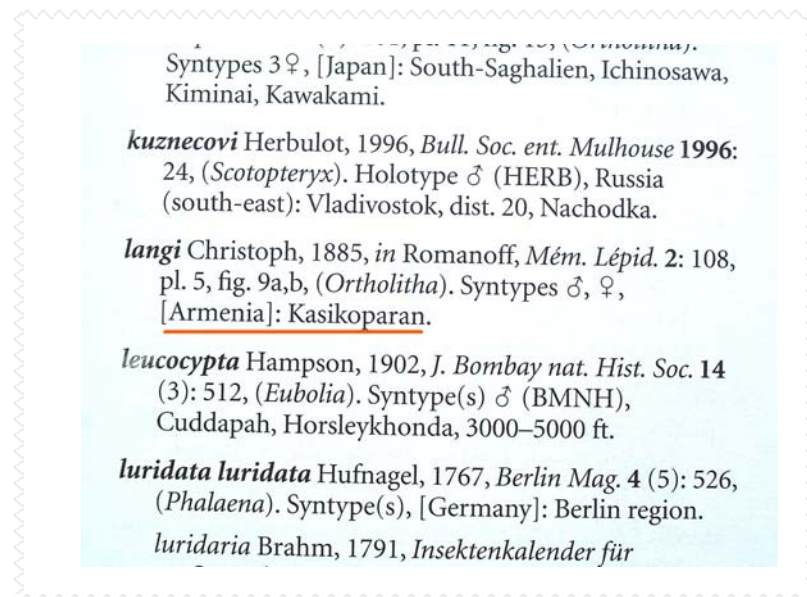 Syntypes 3♀, [Japan]: South-Saghalien, Ichinosawa,
Kiminai, Kawakami.
kuznecovi Herbulot, 1996, Bull. Soc. ent. Mulhouse 1996:
24, (Scotopteryx). Holotype ♂ (HERB), Russia
(south-east): Vladivostok, dist. 20, Nachodka.
langi Christoph, 1885, in Romanoff, Mém. Lépid. 2: 108,
pl. 5, fig. 9a,b, (Ortholitha). Syntypes ♂, ♀,
[Armenia]: Kasikoparan.
leucocypta Hampson, 1902, J. Bombay nat. Hist. Soc. 14
(3): 512, (Eubolia). Syntype(s) ♂ (BMNH),
Cuddapah, Horsleykhonda, 3000–5000 ft.
luridata luridata Hufnagel, 1767, Berlin Mag. 4 (5): 526,
(Phalaena). Syntype(s), [Germany]: Berlin region.
luridaria Brahm, 1791, Insektenkalender für